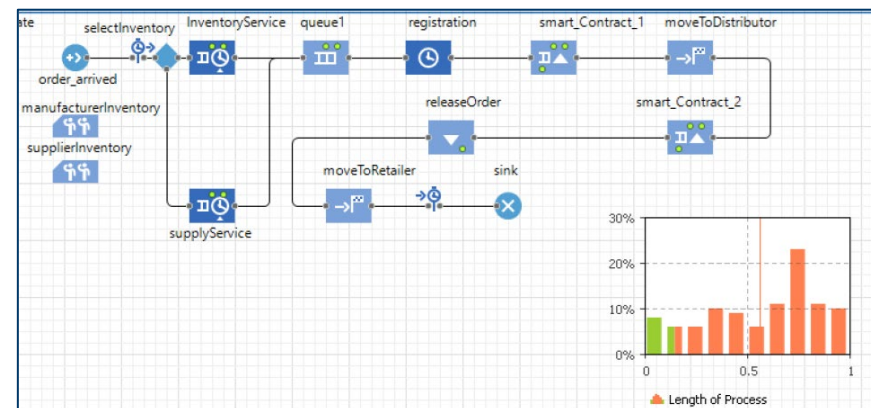 ate
selectInventory
InventoryService
queue1
registration
smart_Contract_1
moveToDistributor
order_arrived
manufacturerInventory
releaseOrder
smart_Contract_2
supplierInventory
moveToRetailer
sink
supplyService
30%
20%
10%
0%
0
0.5
1
Length of Process